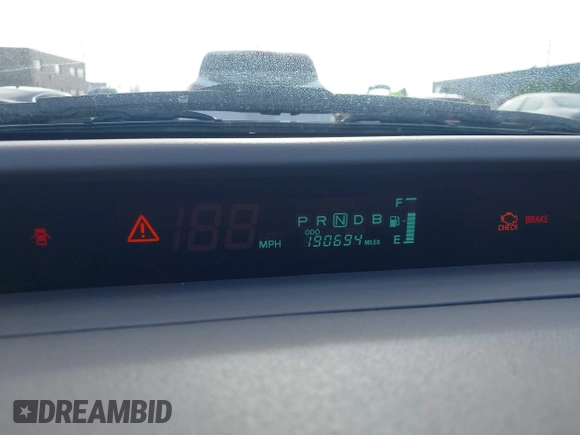 188 MPH
P R N D B
ODO
190694 MILES
F
E
CHECK
BRAKE
DREAMBID